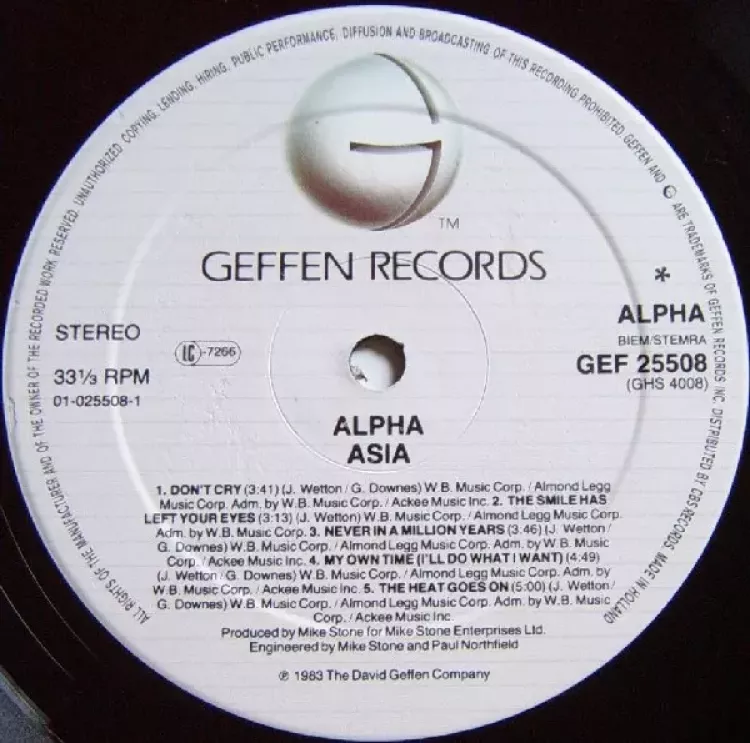 ALL RIGHTS OF THE MANUFACTURER AND OF THE OWNER OF THE RECORDED WORK RESERVED. UNAUTHORIZED COPYING, LENDING, HIRING, PUBLIC PERFORMANCE, DIFFUSION AND BROADCASTING OF THIS RECORDING PROHIBITED. GEFFEN AND G ARE TRADEMARKS OF GEFFEN RECORDS INC. DISTRIBUTED BY CBS RECORDS. MADE IN HOLLAND
TM
GEFFEN RECORDS
STEREO
33⅓ RPM
01-025508-1
LC-7266
*
ALPHA
BIEM/STEMRA
GEF 25508
(GHS 4008)
ALPHA
ASIA
1. DON'T CRY (3:41) (J. Wetton / G. Downes) W.B. Music Corp. / Almond Legg
Music Corp. Adm. by W.B. Music Corp. / Ackee Music Inc. 2. THE SMILE HAS
LEFT YOUR EYES (3:13) (J. Wetton) W.B. Music Corp. / Almond Legg Music Corp.
Adm. by W.B. Music Corp. 3. NEVER IN A MILLION YEARS (3:46) (J. Wetton /
G. Downes) W.B. Music Corp. / Almond Legg Music Corp. Adm. by W.B. Music
Corp. / Ackee Music Inc. 4. MY OWN TIME (I'LL DO WHAT I WANT) (4:49)
(J. Wetton / G. Downes) W.B. Music Corp. / Almond Legg Music Corp. Adm. by
W.B. Music Corp. / Ackee Music Inc. 5. THE HEAT GOES ON (5:00) (J. Wetton /
G. Downes) W.B. Music Corp. / Almond Legg Music Corp. Adm. by W.B. Music
Corp. / Ackee Music Inc.
Produced by Mike Stone for Mike Stone Enterprises Ltd.
Engineered by Mike Stone and Paul Northfield
℗ 1983 The David Geffen Company